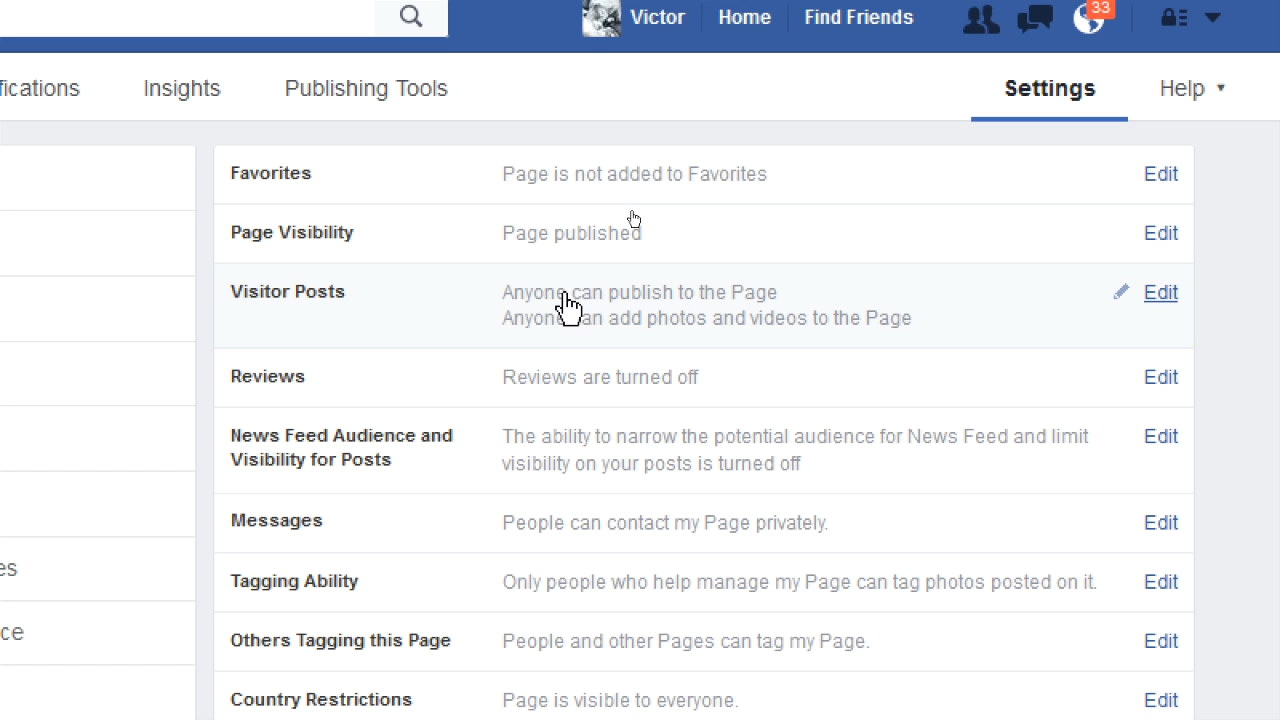 Victor Home Find Friends 33
fications Insights Publishing Tools Settings Help
Favorites Page is not added to Favorites Edit
Page Visibility Page published Edit
Visitor Posts Anyone can publish to the Page Edit
Anyone can add photos and videos to the Page
Reviews Reviews are turned off Edit
News Feed Audience and The ability to narrow the potential audience for News Feed and limit Edit
Visibility for Posts visibility on your posts is turned off
Messages People can contact my Page privately. Edit
es
Tagging Ability Only people who help manage my Page can tag photos posted on it. Edit
ce
Others Tagging this Page People and other Pages can tag my Page. Edit
Country Restrictions Page is visible to everyone. Edit